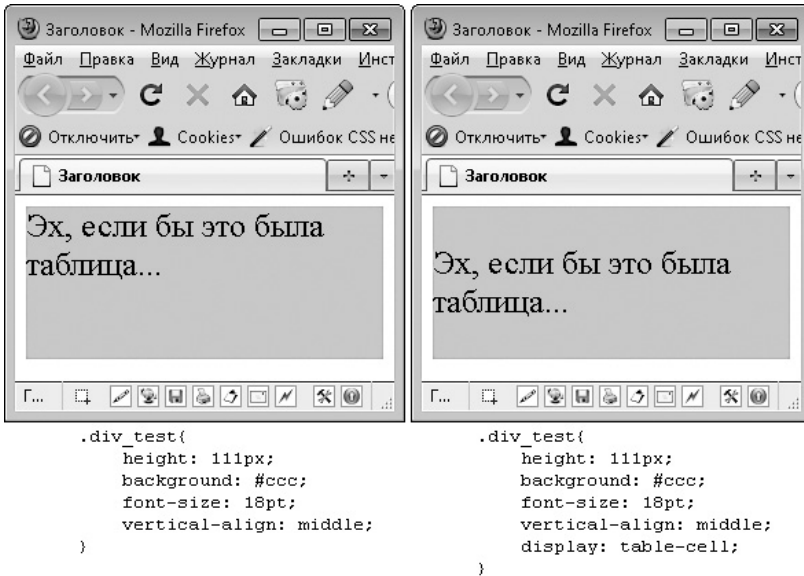 Заголовок - Mozilla Firefox
Файл Правка Вид Журнал Закладки Инст
Отключить Cookies Ошибок CSS не
Заголовок
Эх, если бы это была
таблица...
Г...
.div_test{
height: 111px;
background: #ccc;
font-size: 18pt;
vertical-align: middle;
}
Заголовок - Mozilla Firefox
Файл Правка Вид Журнал Закладки Инст
Отключить Cookies Ошибок CSS не
Заголовок
Эх, если бы это была
таблица...
Г...
.div_test{
height: 111px;
background: #ccc;
font-size: 18pt;
vertical-align: middle;
display: table-cell;
}